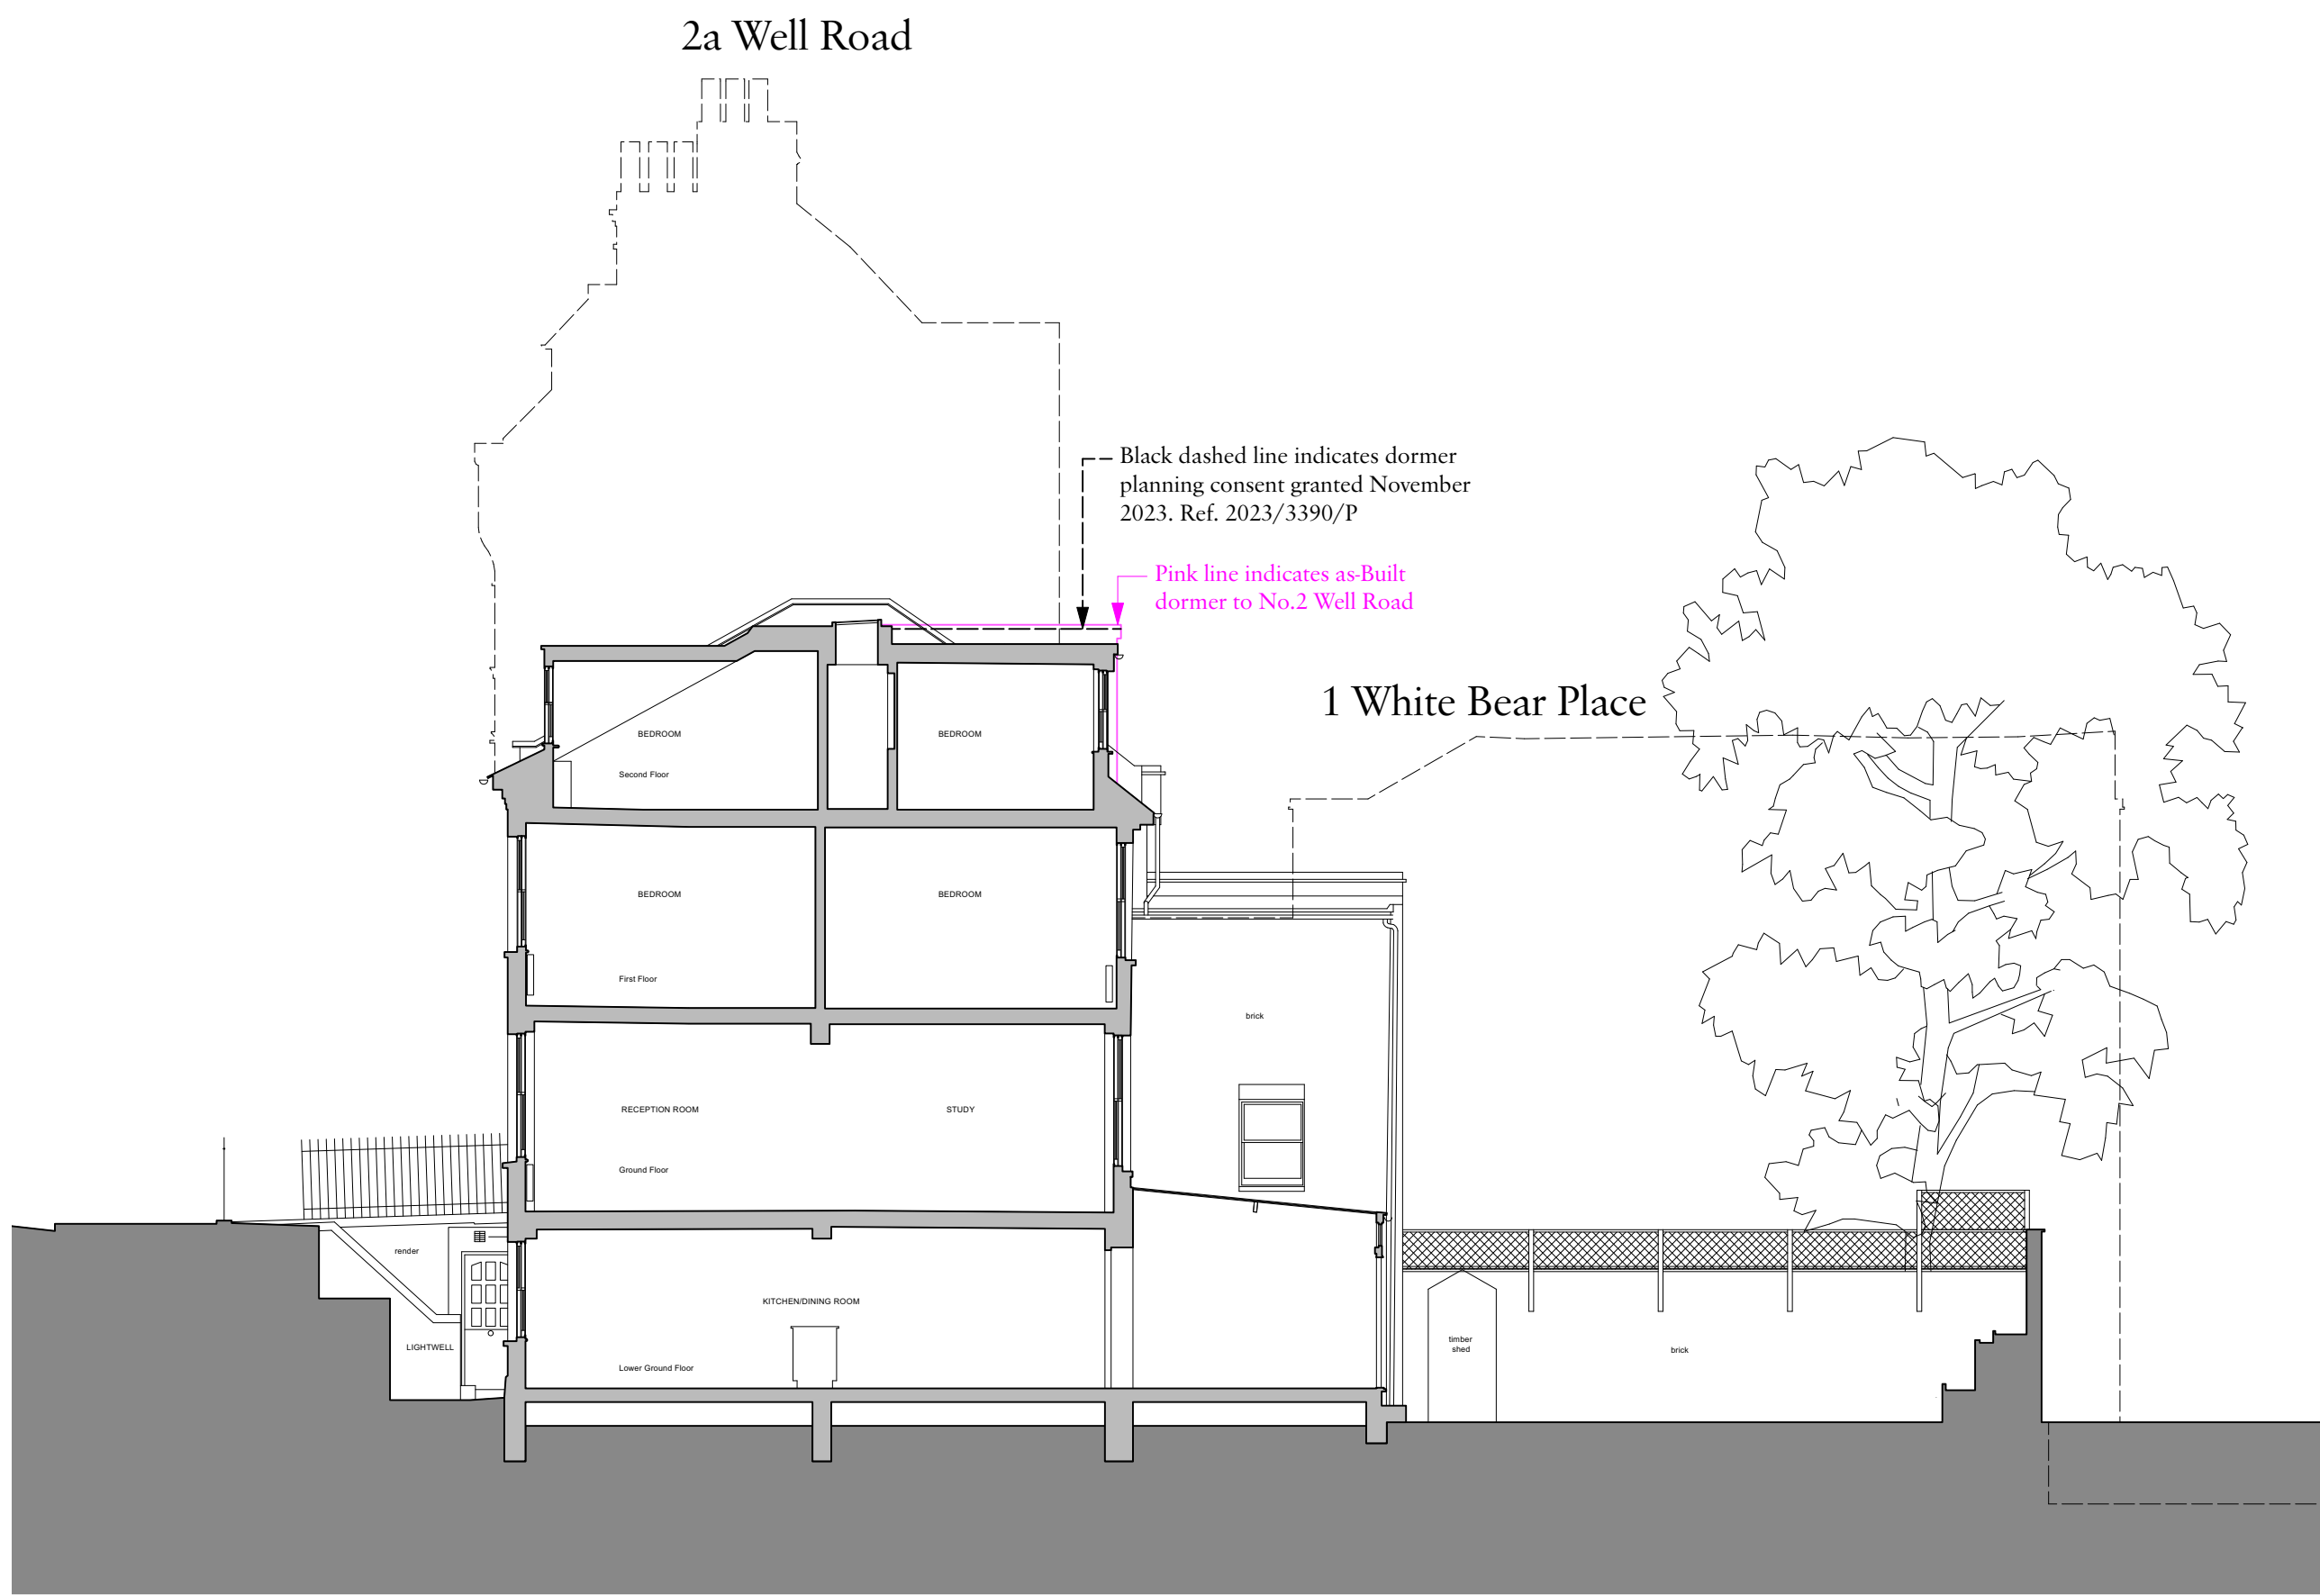 2a Well Road
Black dashed line indicates dormer
planning consent granted November
2023. Ref. 2023/3390/P
Pink line indicates as-Built
dormer to No.2 Well Road
1 White Bear Place
BEDROOM
BEDROOM
Second Floor
BEDROOM
BEDROOM
First Floor
brick
RECEPTION ROOM
STUDY
Ground Floor
render
KITCHEN/DINING ROOM
LIGHTWELL
timber
shed
brick
Lower Ground Floor